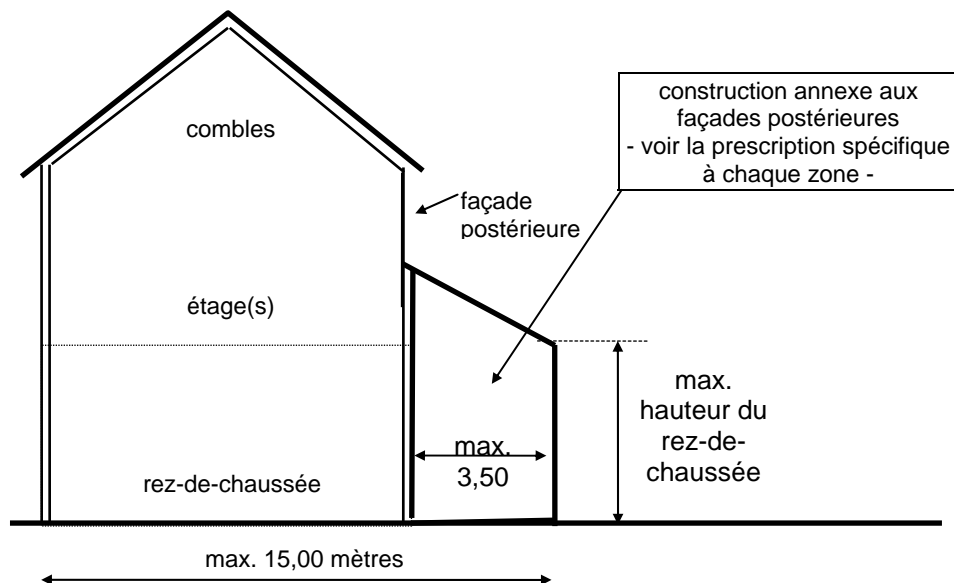 combles
construction annexe aux
façades postérieures
- voir la prescription spécifique
à chaque zone -
façade
postérieure
étage(s)
max.
hauteur du
rez-de-
chaussée
max.
3,50
rez-de-chaussée
max. 15,00 mètres